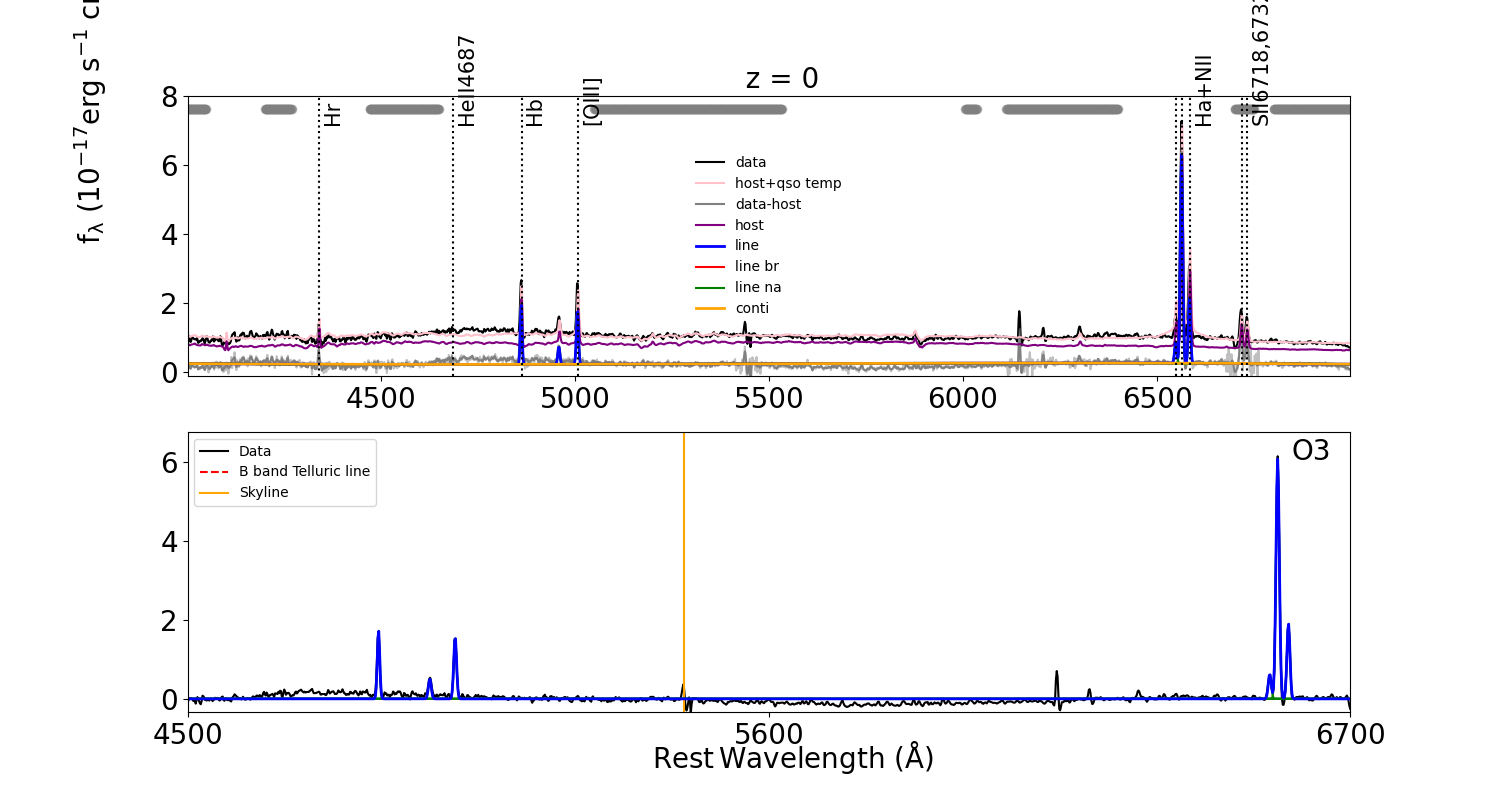 z = 0
f_λ (10^{-17}erg s^{-1} c
Hr
HeII4687
Hb
[OIII]
Ha+NII
SII6718,673
8
6
4
2
0
data
host+qso temp
data-host
host
line
line br
line na
conti
4500 5000 5500 6000 6500
Data
B band Telluric line
Skyline
O3
6
4
2
0
4500 5600 6700
Rest Wavelength (Å)